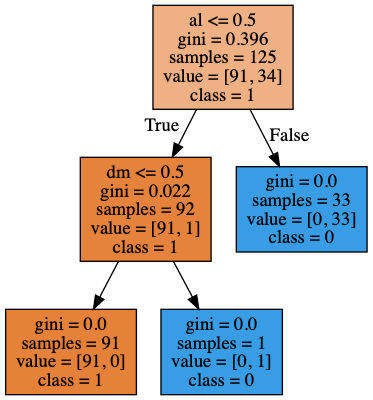 al <= 0.5
gini = 0.396
samples = 125
value = [91, 34]
class = 1
True
False
dm <= 0.5
gini = 0.022
samples = 92
value = [91, 1]
class = 1
gini = 0.0
samples = 33
value = [0, 33]
class = 0
gini = 0.0
samples = 91
value = [91, 0]
class = 1
gini = 0.0
samples = 1
value = [0, 1]
class = 0